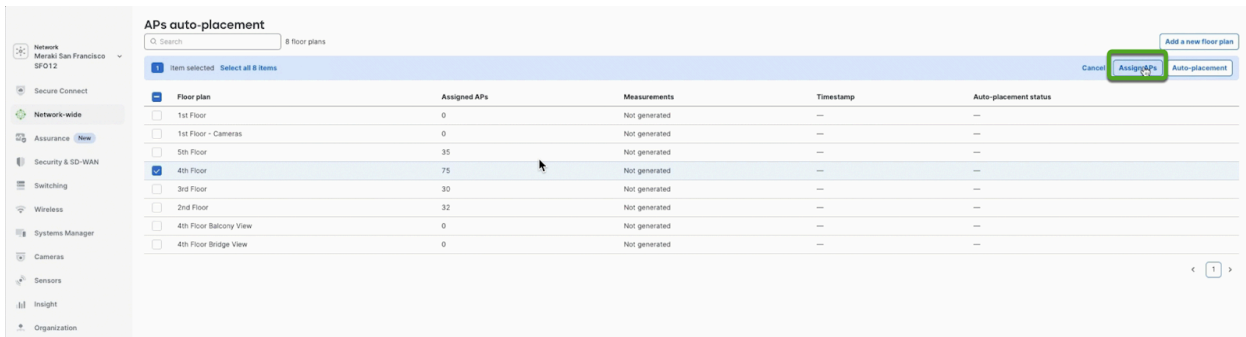 APs auto-placement
Search
8 floor plans
Add a new floor plan
Network
Meraki San Francisco
SFO12
1 item selected Select all 8 items
Cancel Assign APs Auto-placement
Secure Connect
Network-wide
Assurance New
Security & SD-WAN
Switching
Wireless
Systems Manager
Cameras
Sensors
Insight
Organization
Floor plan Assigned APs Measurements Timestamp Auto-placement status
1st Floor 0 Not generated — —
1st Floor - Cameras 0 Not generated — —
5th Floor 35 Not generated — —
4th Floor 75 Not generated — —
3rd Floor 30 Not generated — —
2nd Floor 32 Not generated — —
4th Floor Balcony View 0 Not generated — —
4th Floor Bridge View 0 Not generated — —
< 1 >